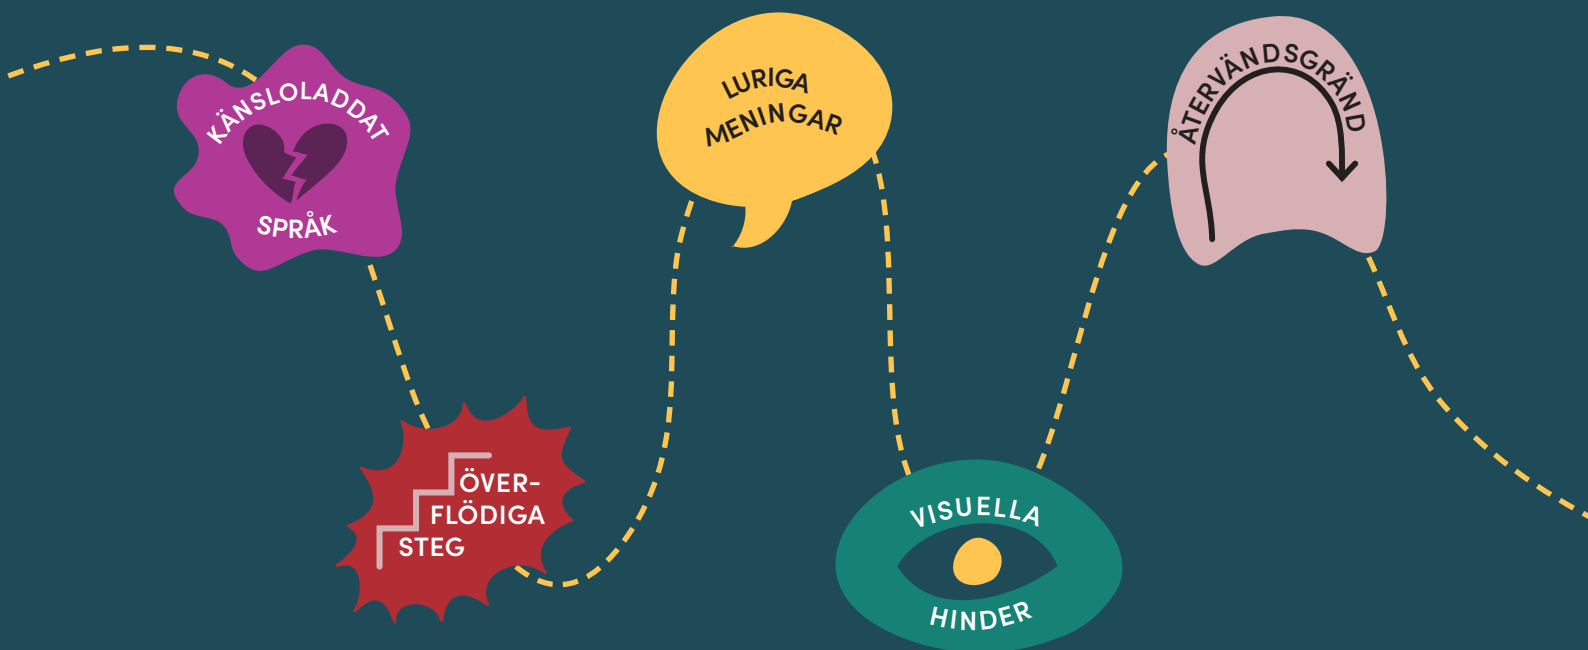 KÄNSLOLADDAT
SPRÅK
ÖVER-
FLÖDIGA
STEG
LURIGA
MENINGAR
VISUELLA
HINDER
ÅTERVÄNDSGRÄND